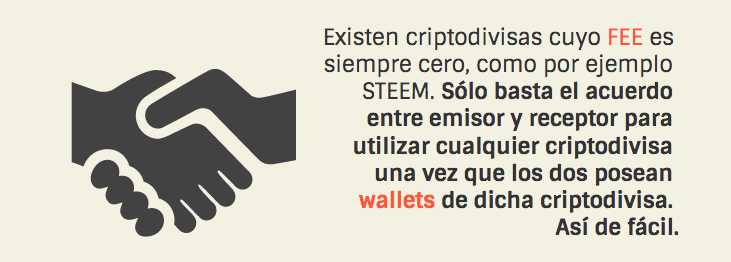 Existen criptodivisas cuyo FEE es
siempre cero, como por ejemplo
STEEM. Sólo basta el acuerdo
entre emisor y receptor para
utilizar cualquier criptodivisa
una vez que los dos posean
wallets de dicha criptodivisa.
Así de fácil.